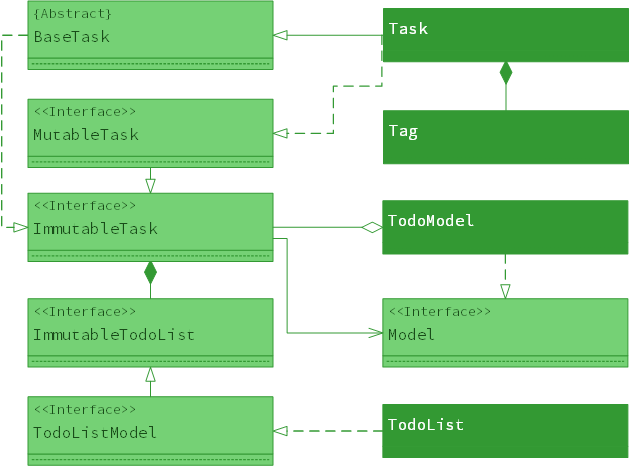 {Abstract}
BaseTask
Task
<<Interface>>
MutableTask
Tag
<<Interface>>
ImmutableTask
TodoModel
<<Interface>>
ImmutableTodoList
<<Interface>>
Model
<<Interface>>
TodoListModel
TodoList